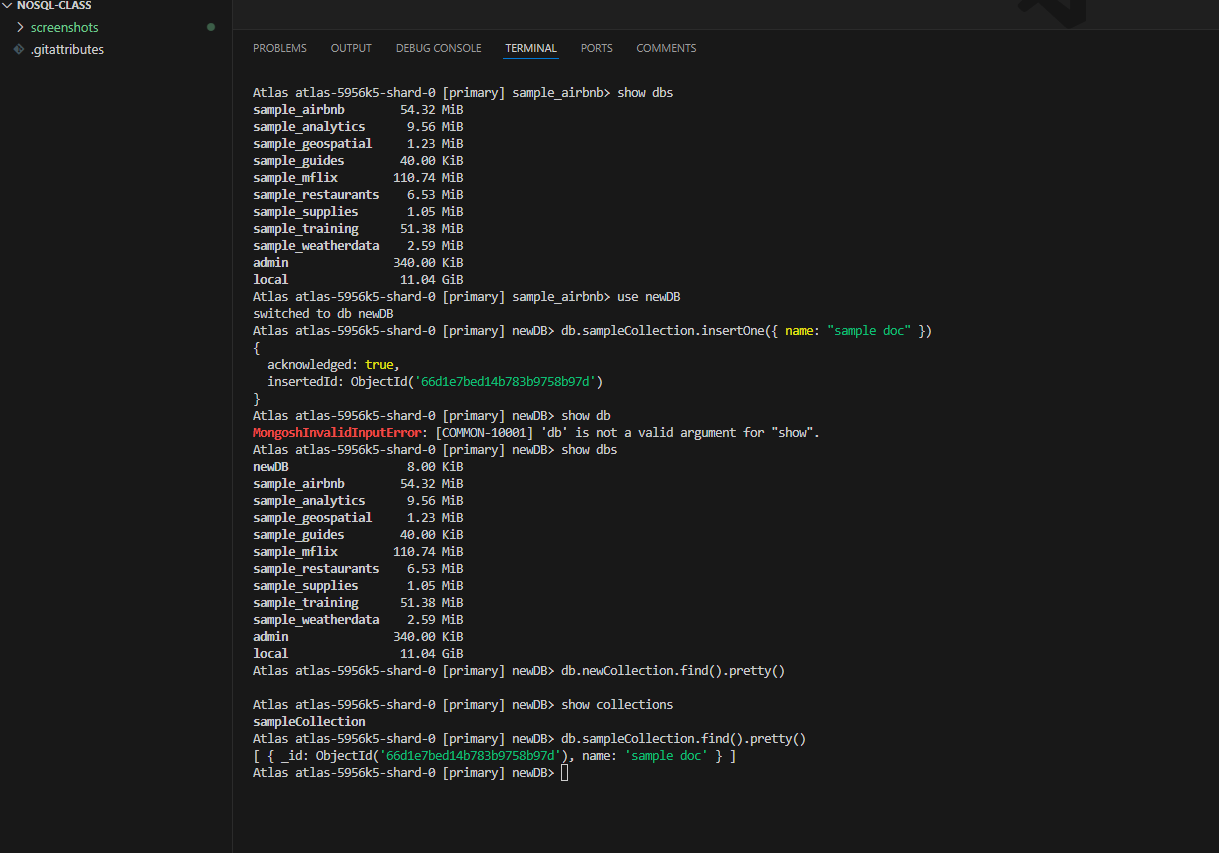 NOSQL-CLASS
screenshots
.gitattributes
PROBLEMS OUTPUT DEBUG CONSOLE TERMINAL PORTS COMMENTS
Atlas atlas-5956k5-shard-0 [primary] sample_airbnb> show dbs
sample_airbnb 54.32 MiB
sample_analytics 9.56 MiB
sample_geospatial 1.23 MiB
sample_guides 40.00 KiB
sample_mflix 110.74 MiB
sample_restaurants 6.53 MiB
sample_supplies 1.05 MiB
sample_training 51.38 MiB
sample_weatherdata 2.59 MiB
admin 340.00 KiB
local 11.04 GiB
Atlas atlas-5956k5-shard-0 [primary] sample_airbnb> use newDB
switched to db newDB
Atlas atlas-5956k5-shard-0 [primary] newDB> db.sampleCollection.insertOne({ name: "sample doc" })
{
acknowledged: true,
insertedId: ObjectId('66d1e7bed14b783b9758b97d')
}
Atlas atlas-5956k5-shard-0 [primary] newDB> show db
MongoshInvalidInputError: [COMMON-10001] 'db' is not a valid argument for "show".
Atlas atlas-5956k5-shard-0 [primary] newDB> show dbs
newDB 8.00 KiB
sample_airbnb 54.32 MiB
sample_analytics 9.56 MiB
sample_geospatial 1.23 MiB
sample_guides 40.00 KiB
sample_mflix 110.74 MiB
sample_restaurants 6.53 MiB
sample_supplies 1.05 MiB
sample_training 51.38 MiB
sample_weatherdata 2.59 MiB
admin 340.00 KiB
local 11.04 GiB
Atlas atlas-5956k5-shard-0 [primary] newDB> db.newCollection.find().pretty()
Atlas atlas-5956k5-shard-0 [primary] newDB> show collections
sampleCollection
Atlas atlas-5956k5-shard-0 [primary] newDB> db.sampleCollection.find().pretty()
[ { _id: ObjectId('66d1e7bed14b783b9758b97d'), name: 'sample doc' } ]
Atlas atlas-5956k5-shard-0 [primary] newDB>